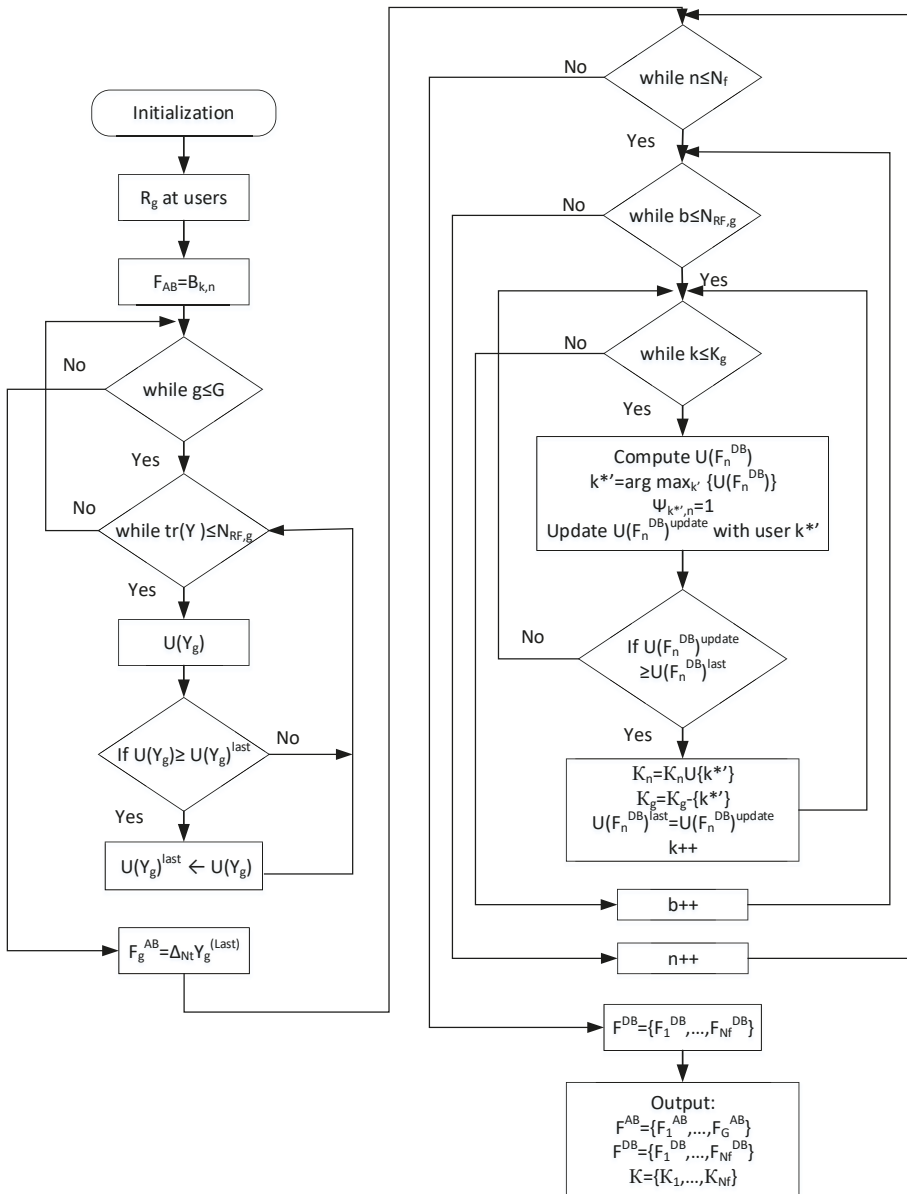 Initialization
R_g at users
F_AB=B_k,n
No
while g≤G
Yes
No
while tr(Y)≤N_RF,g
Yes
U(Y_g)
If U(Y_g)≥ U(Y_g)^last
No
Yes
U(Y_g)^last ← U(Y_g)
F_g^AB=Δ_Nt Y_g^(Last)
No
while n≤N_f
Yes
No
while b≤N_RF,g
Yes
No
while k≤K_g
Yes
Compute U(F_n^DB)
k*'=arg max_k' {U(F_n^DB)}
Ψ_k*',n=1
Update U(F_n^DB)^update with user k*'
No
If U(F_n^DB)^update
≥U(F_n^DB)^last
Yes
K_n=K_nU{k*'}
K_g=K_g-{k*'}
U(F_n^DB)^last=U(F_n^DB)^update
k++
b++
n++
F^DB={F_1^DB,...,F_Nf^DB}
Output:
F^AB={F_1^AB,...,F_G^AB}
F^DB={F_1^DB,...,F_Nf^DB}
K={K_1,...,K_Nf}